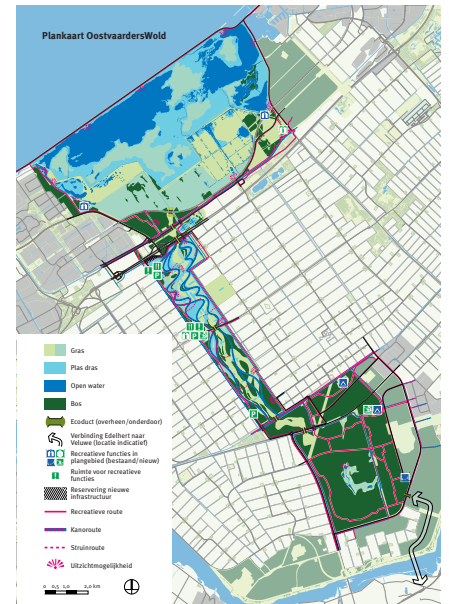 Plankaart OostvaardersWold
Gras
Plas dras
Open water
Bos
Ecoduct (overheen/onderdoor)
Verbinding Edelhert naar
Veluwe (locatie indicatief)
Recreatieve functies in
plangebied (bestaand/nieuw)
Ruimte voor recreatieve
functies
Reservering nieuwe
infrastructuur
Recreatieve route
Kanoroute
Struinroute
Uitzichtmogelijkheid
0 0,5 1,0 2,0 km
P
P
P